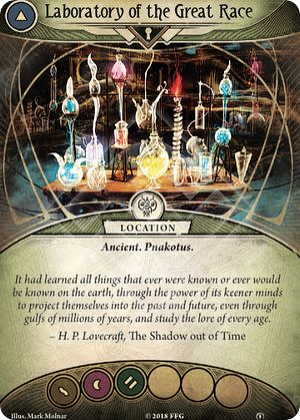 Laboratory of the Great Race
LOCATION
Ancient. Pnakotus.
It had learned all things that ever were known or ever would
be known on the earth, through the power of its keener minds
to project themselves into the past and future, even through
gulfs of millions of years, and study the lore of every age.
– H. P. Lovecraft, The Shadow out of Time
Illus. Mark Molnar
© 2018 FFG